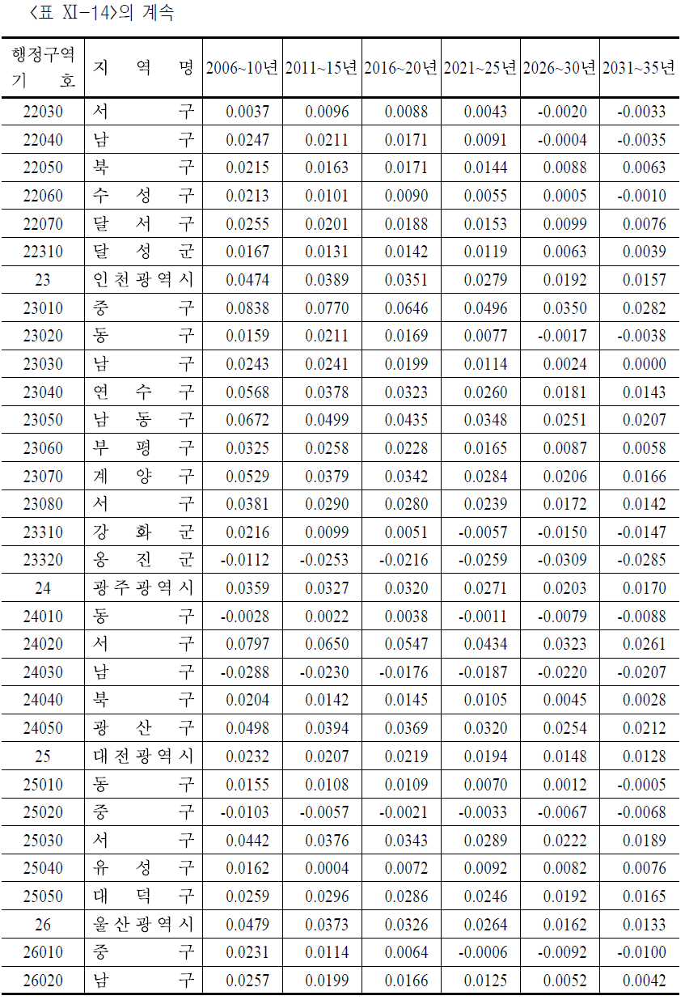 <표 XI-14>의 계속
행정구역 기 호 지 역 명 2006~10년 2011~15년 2016~20년 2021~25년 2026~30년 2031~35년
22030 서 구 0.0037 0.0096 0.0088 0.0043 -0.0020 -0.0033
22040 남 구 0.0247 0.0211 0.0171 0.0091 -0.0004 -0.0035
22050 북 구 0.0215 0.0163 0.0171 0.0144 0.0088 0.0063
22060 수 성 구 0.0213 0.0101 0.0090 0.0055 0.0005 -0.0010
22070 달 서 구 0.0255 0.0201 0.0188 0.0153 0.0099 0.0076
22310 달 성 군 0.0167 0.0131 0.0142 0.0119 0.0063 0.0039
23 인천광역시 0.0474 0.0389 0.0351 0.0279 0.0192 0.0157
23010 중 구 0.0838 0.0770 0.0646 0.0496 0.0350 0.0282
23020 동 구 0.0159 0.0211 0.0169 0.0077 -0.0017 -0.0038
23030 남 구 0.0243 0.0241 0.0199 0.0114 0.0024 0.0000
23040 연 수 구 0.0568 0.0378 0.0323 0.0260 0.0181 0.0143
23050 남 동 구 0.0672 0.0499 0.0435 0.0348 0.0251 0.0207
23060 부 평 구 0.0325 0.0258 0.0228 0.0165 0.0087 0.0058
23070 계 양 구 0.0529 0.0379 0.0342 0.0284 0.0206 0.0166
23080 서 구 0.0381 0.0290 0.0280 0.0239 0.0172 0.0142
23310 강 화 군 0.0216 0.0099 0.0051 -0.0057 -0.0150 -0.0147
23320 옹 진 군 -0.0112 -0.0253 -0.0216 -0.0259 -0.0309 -0.0285
24 광주광역시 0.0359 0.0327 0.0320 0.0271 0.0203 0.0170
24010 동 구 -0.0028 0.0022 0.0038 -0.0011 -0.0079 -0.0088
24020 서 구 0.0797 0.0650 0.0547 0.0434 0.0323 0.0261
24030 남 구 -0.0288 -0.0230 -0.0176 -0.0187 -0.0220 -0.0207
24040 북 구 0.0204 0.0142 0.0145 0.0105 0.0045 0.0028
24050 광 산 구 0.0498 0.0394 0.0369 0.0320 0.0254 0.0212
25 대전광역시 0.0232 0.0207 0.0219 0.0194 0.0148 0.0128
25010 동 구 0.0155 0.0108 0.0109 0.0070 0.0012 -0.0005
25020 중 구 -0.0103 -0.0057 -0.0021 -0.0033 -0.0067 -0.0068
25030 서 구 0.0442 0.0376 0.0343 0.0289 0.0222 0.0189
25040 유 성 구 0.0162 0.0004 0.0072 0.0092 0.0082 0.0076
25050 대 덕 구 0.0259 0.0296 0.0286 0.0246 0.0192 0.0165
26 울산광역시 0.0479 0.0373 0.0326 0.0264 0.0162 0.0133
26010 중 구 0.0231 0.0114 0.0064 -0.0006 -0.0092 -0.0100
26020 남 구 0.0257 0.0199 0.0166 0.0125 0.0052 0.0042